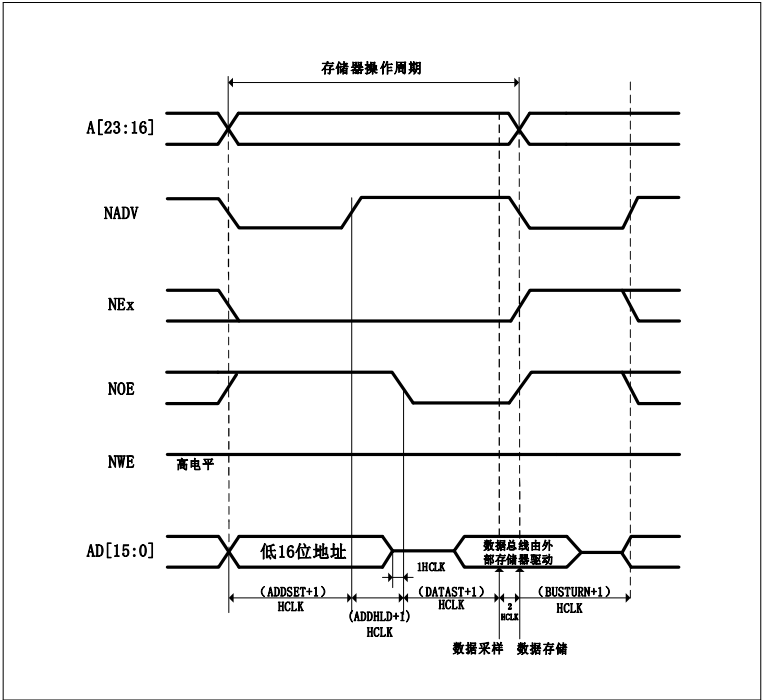 存储器操作周期
A[23:16]
NADV
NEx
NOE
NWE
高电平
AD[15:0]
低16位地址
数据总线由外
部存储器驱动
1HCLK
(ADDSET+1)
HCLK
(ADDHLD+1)
HCLK
(DATAST+1)
HCLK
2
HCLK
(BUSTURN+1)
HCLK
数据采样
数据存储